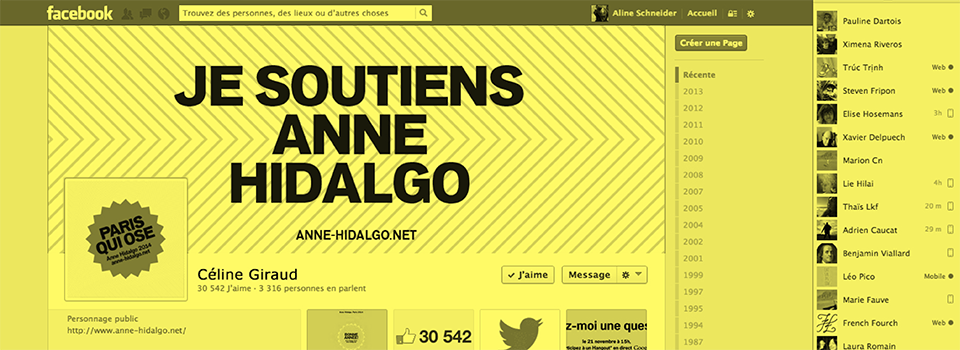 facebook
Trouvez des personnes, des lieux ou d'autres choses
Aline Schneider
Accueil
JE SOUTIENS
ANNE
HIDALGO
ANNE-HIDALGO.NET
PARIS
QUI OSE
Anne Hidalgo 2014
anne-hidalgo.net
Céline Giraud
30 542 J'aime · 3 316 personnes en parlent
J'aime
Message
Personnage public
http://www.anne-hidalgo.net/
30 542
z-moi une ques
le 21 novembre à 15h,
Créer une Page
Récente
2013
2012
2011
2010
2009
2008
2007
2005
2004
2002
2001
1999
1997
1995
1994
1987
Pauline Dartois
Ximena Riveros
Trúc Trịnh Web
Steven Fripon Web
Elise Hosemans 3h
Xavier Delpuech Web
Marion Cn
Lie Hilai 4h
Thaïs Lkf 20 m
Adrien Caucat 29 m
Benjamin Viallard
Léo Pico Mobile
Marie Fauve
French Fourch Web
Laura Romain